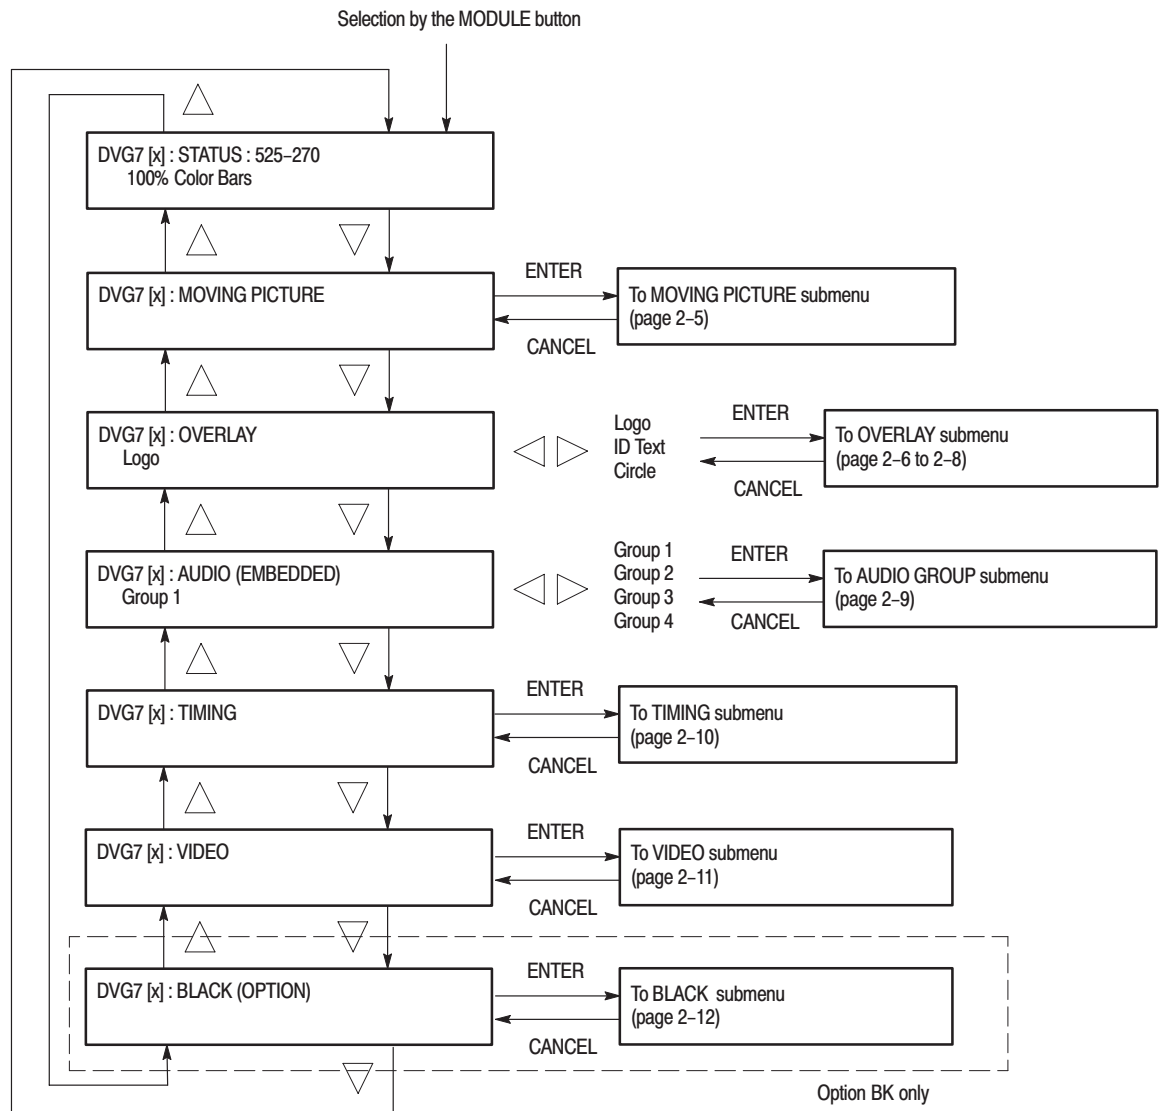 Selection by the MODULE button
DVG7 [x] : STATUS : 525–270
100% Color Bars
DVG7 [x] : MOVING PICTURE
ENTER
CANCEL
To MOVING PICTURE submenu
(page 2–5)
DVG7 [x] : OVERLAY
Logo
Logo
ID Text
Circle
ENTER
CANCEL
To OVERLAY submenu
(page 2–6 to 2–8)
DVG7 [x] : AUDIO (EMBEDDED)
Group 1
Group 1
Group 2
Group 3
Group 4
ENTER
CANCEL
To AUDIO GROUP submenu
(page 2–9)
DVG7 [x] : TIMING
ENTER
CANCEL
To TIMING submenu
(page 2–10)
DVG7 [x] : VIDEO
ENTER
CANCEL
To VIDEO submenu
(page 2–11)
DVG7 [x] : BLACK (OPTION)
ENTER
CANCEL
To BLACK submenu
(page 2–12)
Option BK only